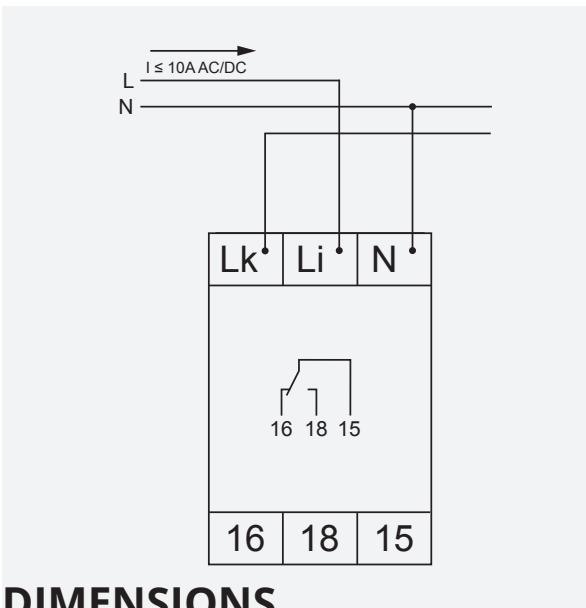 I ≤ 10A AC/DC
L
N
Lk Li N
16 18 15
16 18 15
DIMENSIONS